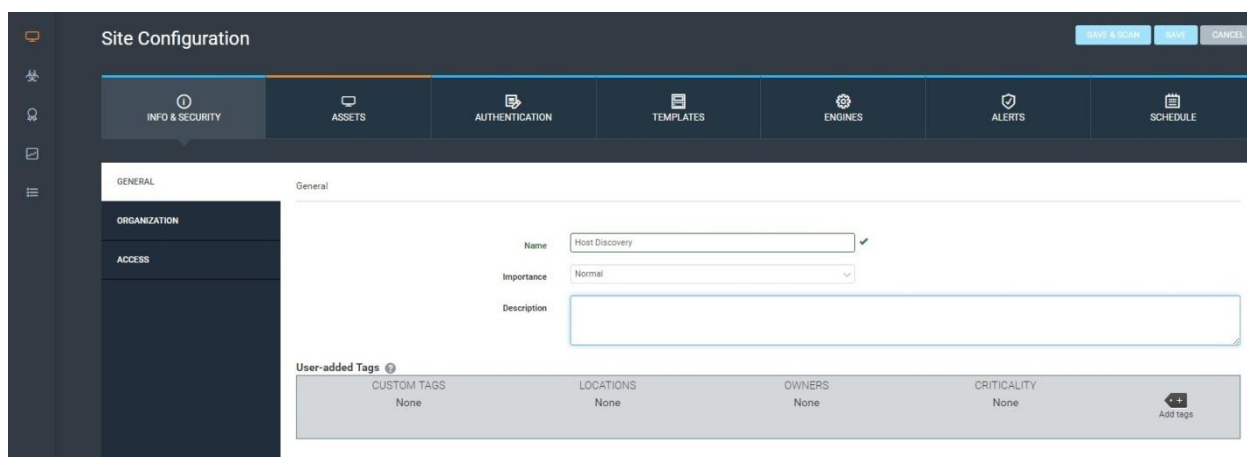 Site Configuration
SAVE & SCAN SAVE CANCEL
INFO & SECURITY ASSETS AUTHENTICATION TEMPLATES ENGINES ALERTS SCHEDULE
GENERAL
ORGANIZATION
ACCESS
General
Name Host Discovery
Importance Normal
Description
User-added Tags
CUSTOM TAGS LOCATIONS OWNERS CRITICALITY
None None None None
Add tags